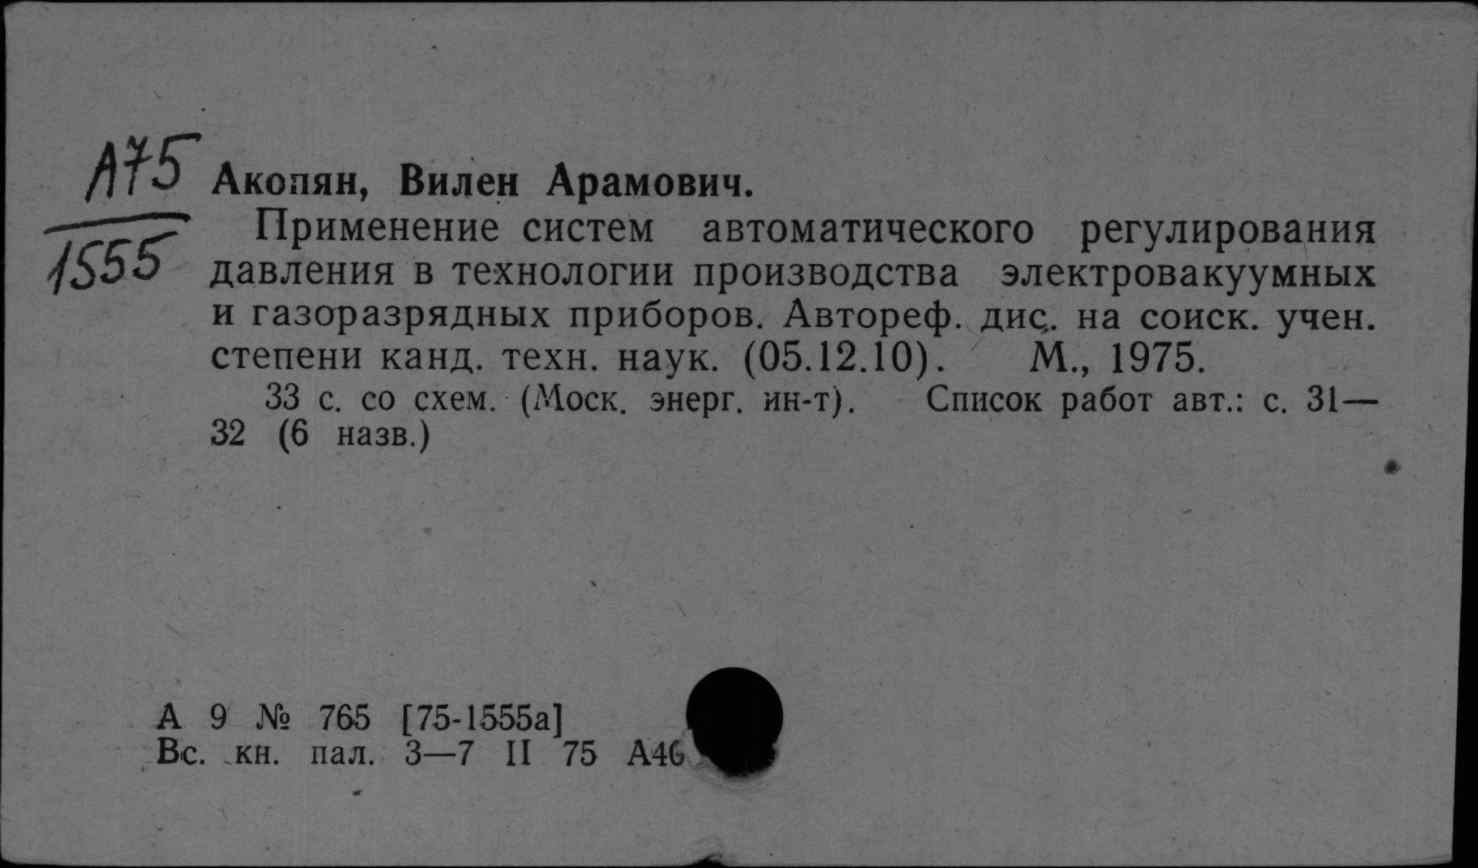 А75
1555
Акопян, Вилен Арамович.
Применение систем автоматического регулирования
давления в технологии производства электровакуумных
и газоразрядных приборов. Автореф. дис. на соиск. учен.
степени канд. техн. наук. (05.12.10). М., 1975.
33 с. со схем. (Моск. энерг. ин-т). Список работ авт.: с. 31—
32 (6 назв.)
А 9 № 765 [75-1555а]
Вс. кн. пал. 3—7 II 75